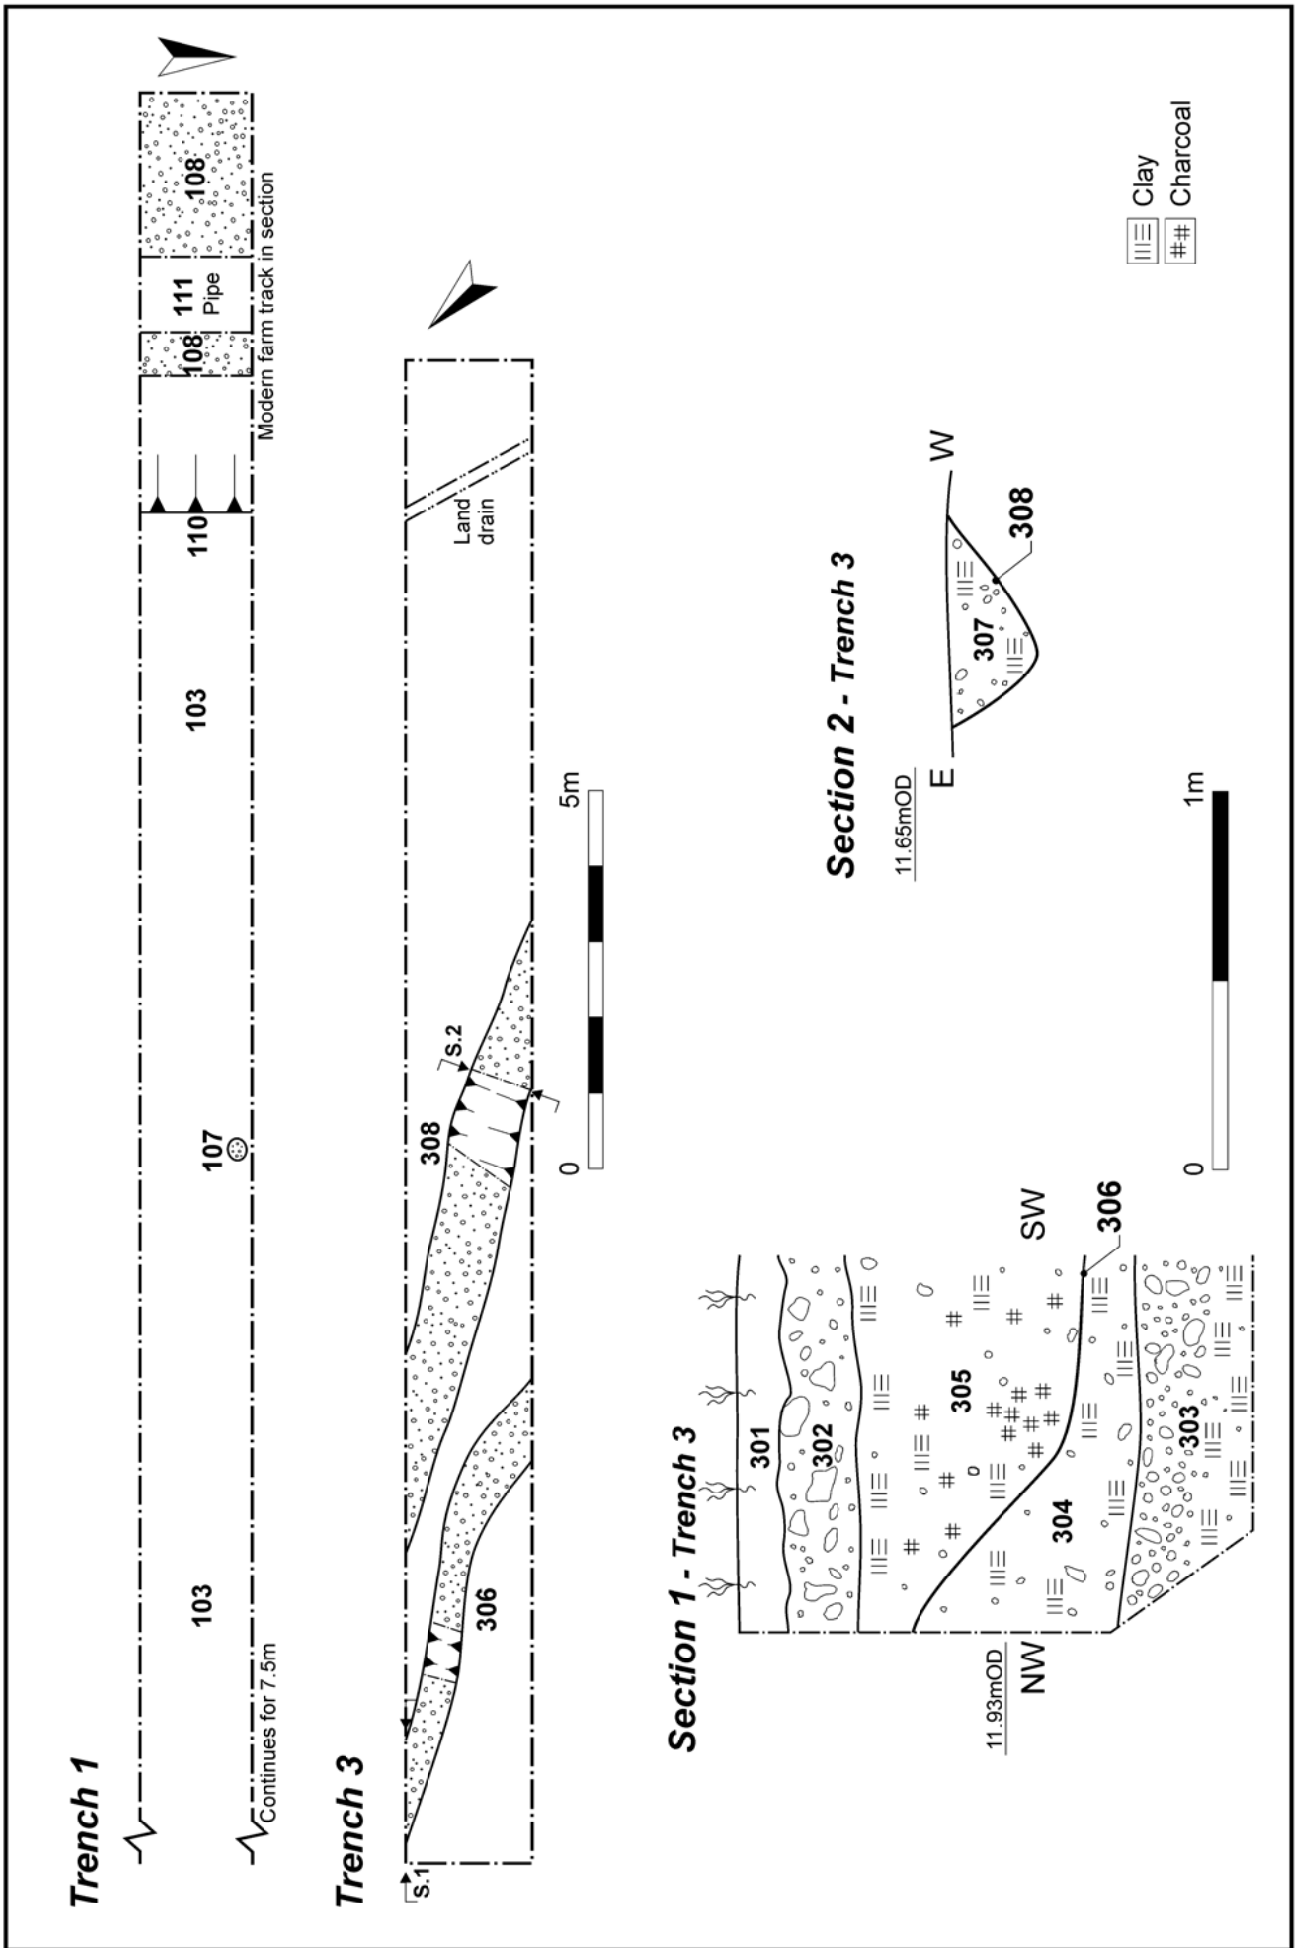 Trench 1
Continues for 7.5m
103
107
103
110
108
111
Pipe
108
Modern farm track in section
Trench 3
S.1
306
308
S.2
Land
drain
0
5m
Section 1 - Trench 3
11.93mOD
NW
SW
301
302
305
304
303
306
Section 2 - Trench 3
11.65mOD
E
W
307
308
0
1m
Clay
Charcoal